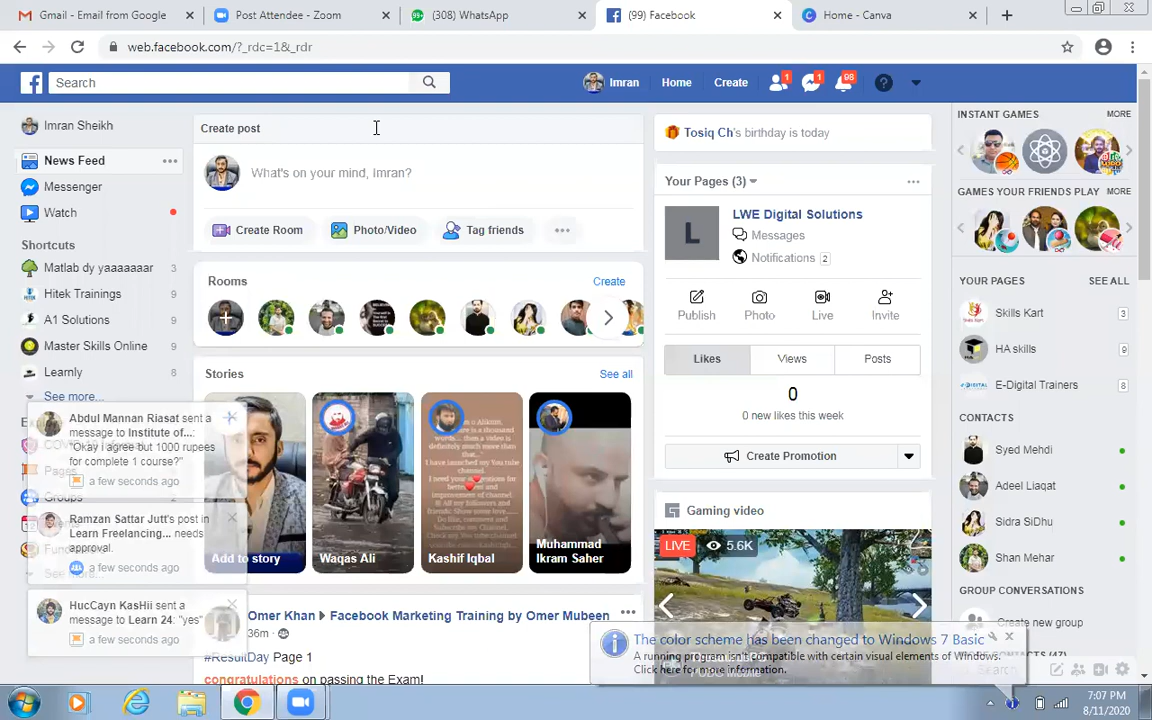 Gmail - Email from Google
Post Attendee - Zoom
(308) WhatsApp
(99) Facebook
Home - Canva
web.facebook.com/?_rdc=1&_rdr
Search
Imran
Home
Create
1
1
98
Imran Sheikh
News Feed
Messenger
Watch
Shortcuts
Matlab dy yaaaaaar 3
Hitek Trainings 9
A1 Solutions 9
Master Skills Online 9
Learnly 8
See more...
Abdul Mannan Riasat sent a
message to Institute of...:
"Okay I agreed but 1000 rupees
for complete 1 course?"
a few seconds ago
Pages
Groups
Ramzan Sattar Jutt's post in
Learn Freelancing... needs
approval.
a few seconds ago
See more...
HucCayn KasHii sent a
message to Learn 24: "yes"
a few seconds ago
Create post
What's on your mind, Imran?
Create Room
Photo/Video
Tag friends
Rooms
Create
Stories
See all
Add to story
Waqas Ali
Kashif Iqbal
Muhammad
Ikram Saher
Omer Khan
Facebook Marketing Training by Omer Mubeen
36m
#ResultDay Page 1
congratulations on passing the Exam!
Tosiq Ch's birthday is today
Your Pages (3)
L
LWE Digital Solutions
Messages
Notifications 2
Publish
Photo
Live
Invite
Likes
Views
Posts
0
0 new likes this week
Create Promotion
Gaming video
LIVE
5.6K
The color scheme has been changed to Windows 7 Basic
A running program isn't compatible with certain visual elements of Windows.
Click here for more information.
INSTANT GAMES
MORE
GAMES YOUR FRIENDS PLAY
MORE
YOUR PAGES
SEE ALL
Skills Kart 3
HA skills 9
E-Digital Trainers 8
CONTACTS
Syed Mehdi
Adeel Liaqat
Sidra SiDhu
Shan Mehar
GROUP CONVERSATIONS
Create new group
Search
7:07 PM
8/11/2020